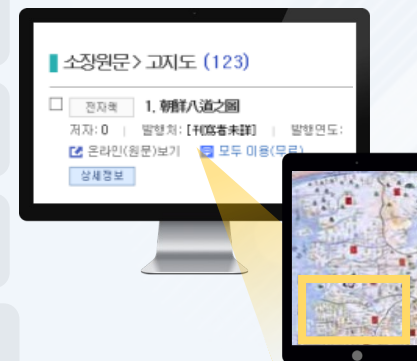 소장원문 > 고지도 (123)
전자책 1. 朝鮮八道之圖
저자: 0 | 발행처: [刊寫者未詳] | 발행연도:
온라인(원문)보기 모두 이용(무료)
상세정보